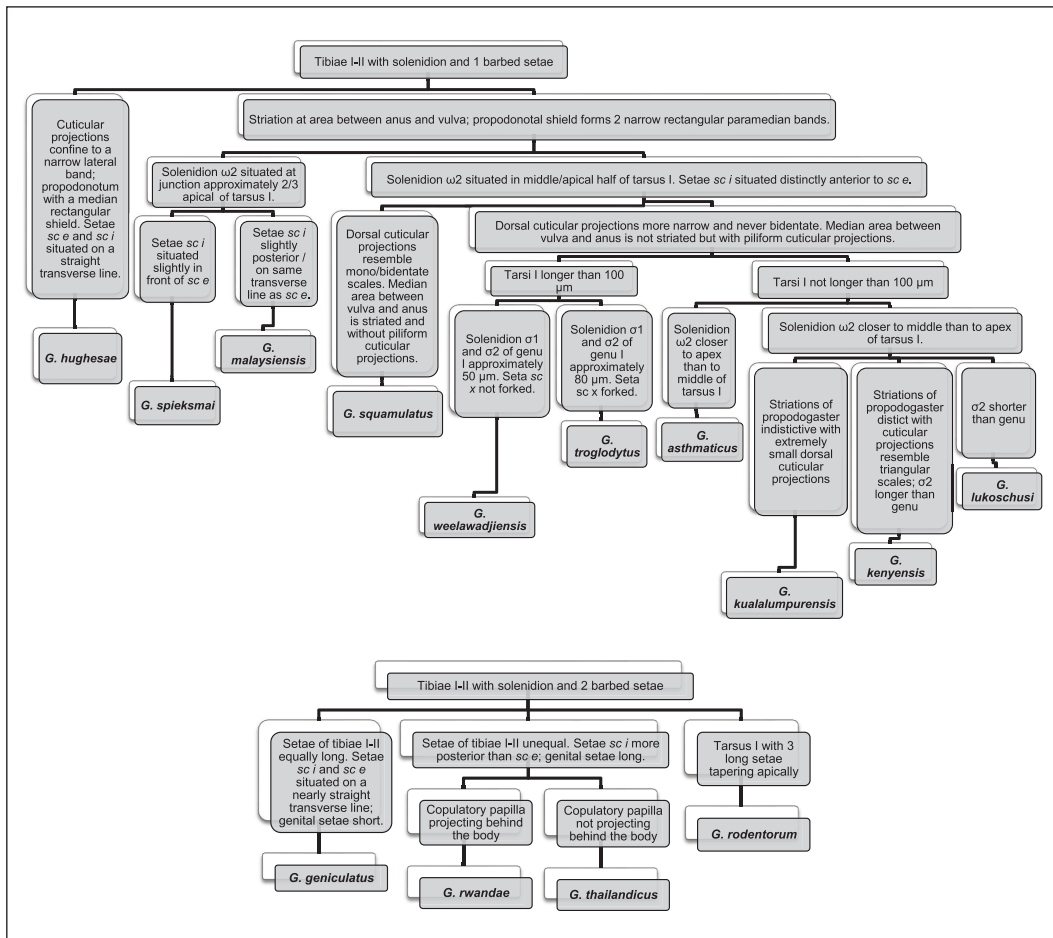 Tibiae I-II with solenidion and 1 barbed setae
Cuticular
projections
confine to a
narrow lateral
band;
propodonotum
with a median
rectangular
shield. Setae
sc e and sc i
situated on a
straight
transverse line.
G. hughesae
Striation at area between anus and vulva; propodonotal shield forms 2 narrow rectangular paramedian bands.
Solenidion ω2 situated at
junction approximately 2/3
apical of tarsus I.
Setae sc i
situated
slightly in
front of sc e
G. spieksmai
Setae sc i
slightly
posterior /
on same
transverse
line as sc e.
G.
malaysiensis
Solenidion ω2 situated in middle/apical half of tarsus I. Setae sc i situated distinctly anterior to sc e.
Dorsal cuticular
projections
resemble
mono/bidentate
scales. Median
area between
vulva and anus
is striated and
without piliform
cuticular
projections.
G. squamulatus
Dorsal cuticular projections more narrow and never bidentate. Median area between
vulva and anus is not striated but with piliform cuticular projections.
Tarsi I longer than 100
µm
Solenidion σ1
and σ2 of genu
I approximately
50 µm. Seta sc
x not forked.
G.
weelawadjiensis
Solenidion σ1
and σ2 of
genu I
approximately
80 µm. Seta
sc x forked.
G.
troglodytus
Tarsi I not longer than 100 µm
Solenidion
ω2 closer to
apex than
to middle of
tarsus I
G.
asthmaticus
Solenidion ω2 closer to middle than to apex
of tarsus I.
Striations of
propodogaster
indistictive with
extremely
small dorsal
cuticular
projections
G.
kualalumpurensis
Striations of
propodogaster
distict with
cuticular
projections
resemble
triangular
scales; σ2
longer than
genu
G.
kenyensis
σ2 shorter
than genu
G.
lukoschusi
Tibiae I-II with solenidion and 2 barbed setae
Setae of tibiae I-II
equally long. Setae
sc i and sc e
situated on a
nearly straight
transverse line;
genital setae short.
G. geniculatus
Setae of tibiae I-II unequal. Setae sc i more
posterior than sc e; genital setae long.
Copulatory papilla
projecting behind
the body
G. rwandae
Copulatory papilla
not projecting
behind the body
G. thailandicus
Tarsus I with 3
long setae
tapering apically
G. rodentorum